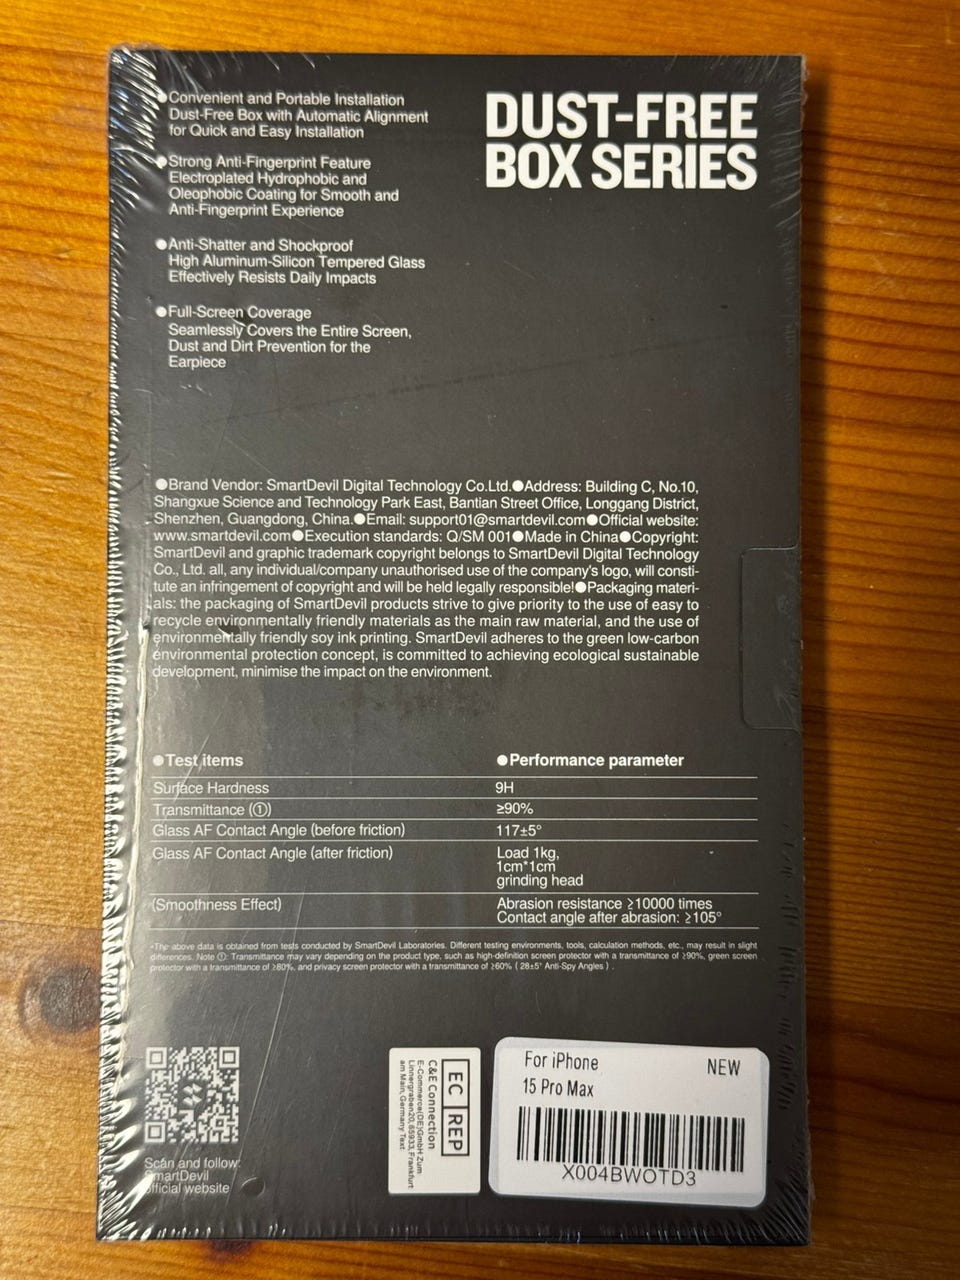 ●Convenient and Portable Installation
Dust-Free Box with Automatic Alignment
for Quick and Easy Installation
●Strong Anti-Fingerprint Feature
Electroplated Hydrophobic and
Oleophobic Coating for Smooth and
Anti-Fingerprint Experience
●Anti-Shatter and Shockproof
High Aluminum-Silicon Tempered Glass
Effectively Resists Daily Impacts
●Full-Screen Coverage
Seamlessly Covers the Entire Screen,
Dust and Dirt Prevention for the
Earpiece
DUST-FREE
BOX SERIES
●Brand Vendor: SmartDevil Digital Technology Co.Ltd.●Address: Building C, No.10,
Shangxue Science and Technology Park East, Bantian Street Office, Longgang District,
Shenzhen, Guangdong, China.●Email: support01@smartdevil.com●Official website:
www.smartdevil.com●Execution standards: Q/SM 001●Made in China●Copyright:
SmartDevil and graphic trademark copyright belongs to SmartDevil Digital Technology
Co., Ltd. all, any individual/company unauthorised use of the company's logo, will consti-
tute an infringement of copyright and will be held legally responsible!●Packaging materi-
als: the packaging of SmartDevil products strive to give priority to the use of easy to
recycle environmentally friendly materials as the main raw material, and the use of
environmentally friendly soy ink printing. SmartDevil adheres to the green low-carbon
environmental protection concept, is committed to achieving ecological sustainable
development, minimise the impact on the environment.
●Test items ●Performance parameter
Surface Hardness 9H
Transmittance (①) ≥90%
Glass AF Contact Angle (before friction) 117±5°
Glass AF Contact Angle (after friction) Load 1kg,
1cm*1cm
grinding head
(Smoothness Effect) Abrasion resistance ≥10000 times
Contact angle after abrasion: ≥105°
-The above data is obtained from tests conducted by SmartDevil Laboratories. Different testing environments, tools, calculation methods, etc., may result in slight
differences. Note ①: Transmittance may vary depending on the product type, such as high-definition screen protector with a transmittance of ≥90%, green screen
protector with a transmittance of ≥80%, and privacy screen protector with a transmittance of ≥60% ( 28±5° Anti-Spy Angles ) .
Scan and follow:
SmartDevil
official website
EC REP
C&E Connection
E-Commerce(DE)GmbH Zum
Linnergraben20,65933,Frankfurt
am Main,Germany Text
For iPhone NEW
15 Pro Max
X004BWOTD3